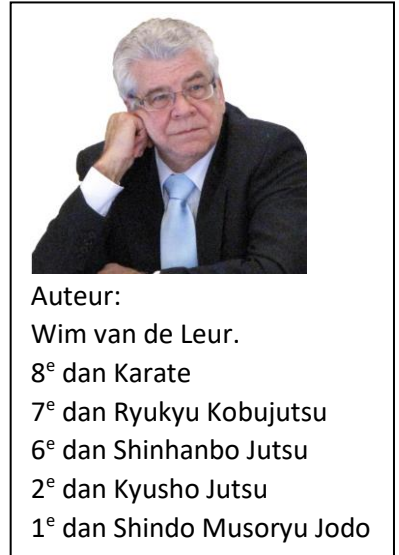 Auteur:
Wim van de Leur.
8e dan Karate
7e dan Ryukyu Kobujutsu
6e dan Shinhanbo Jutsu
2e dan Kyusho Jutsu
1e dan Shindo Musoryu Jodo